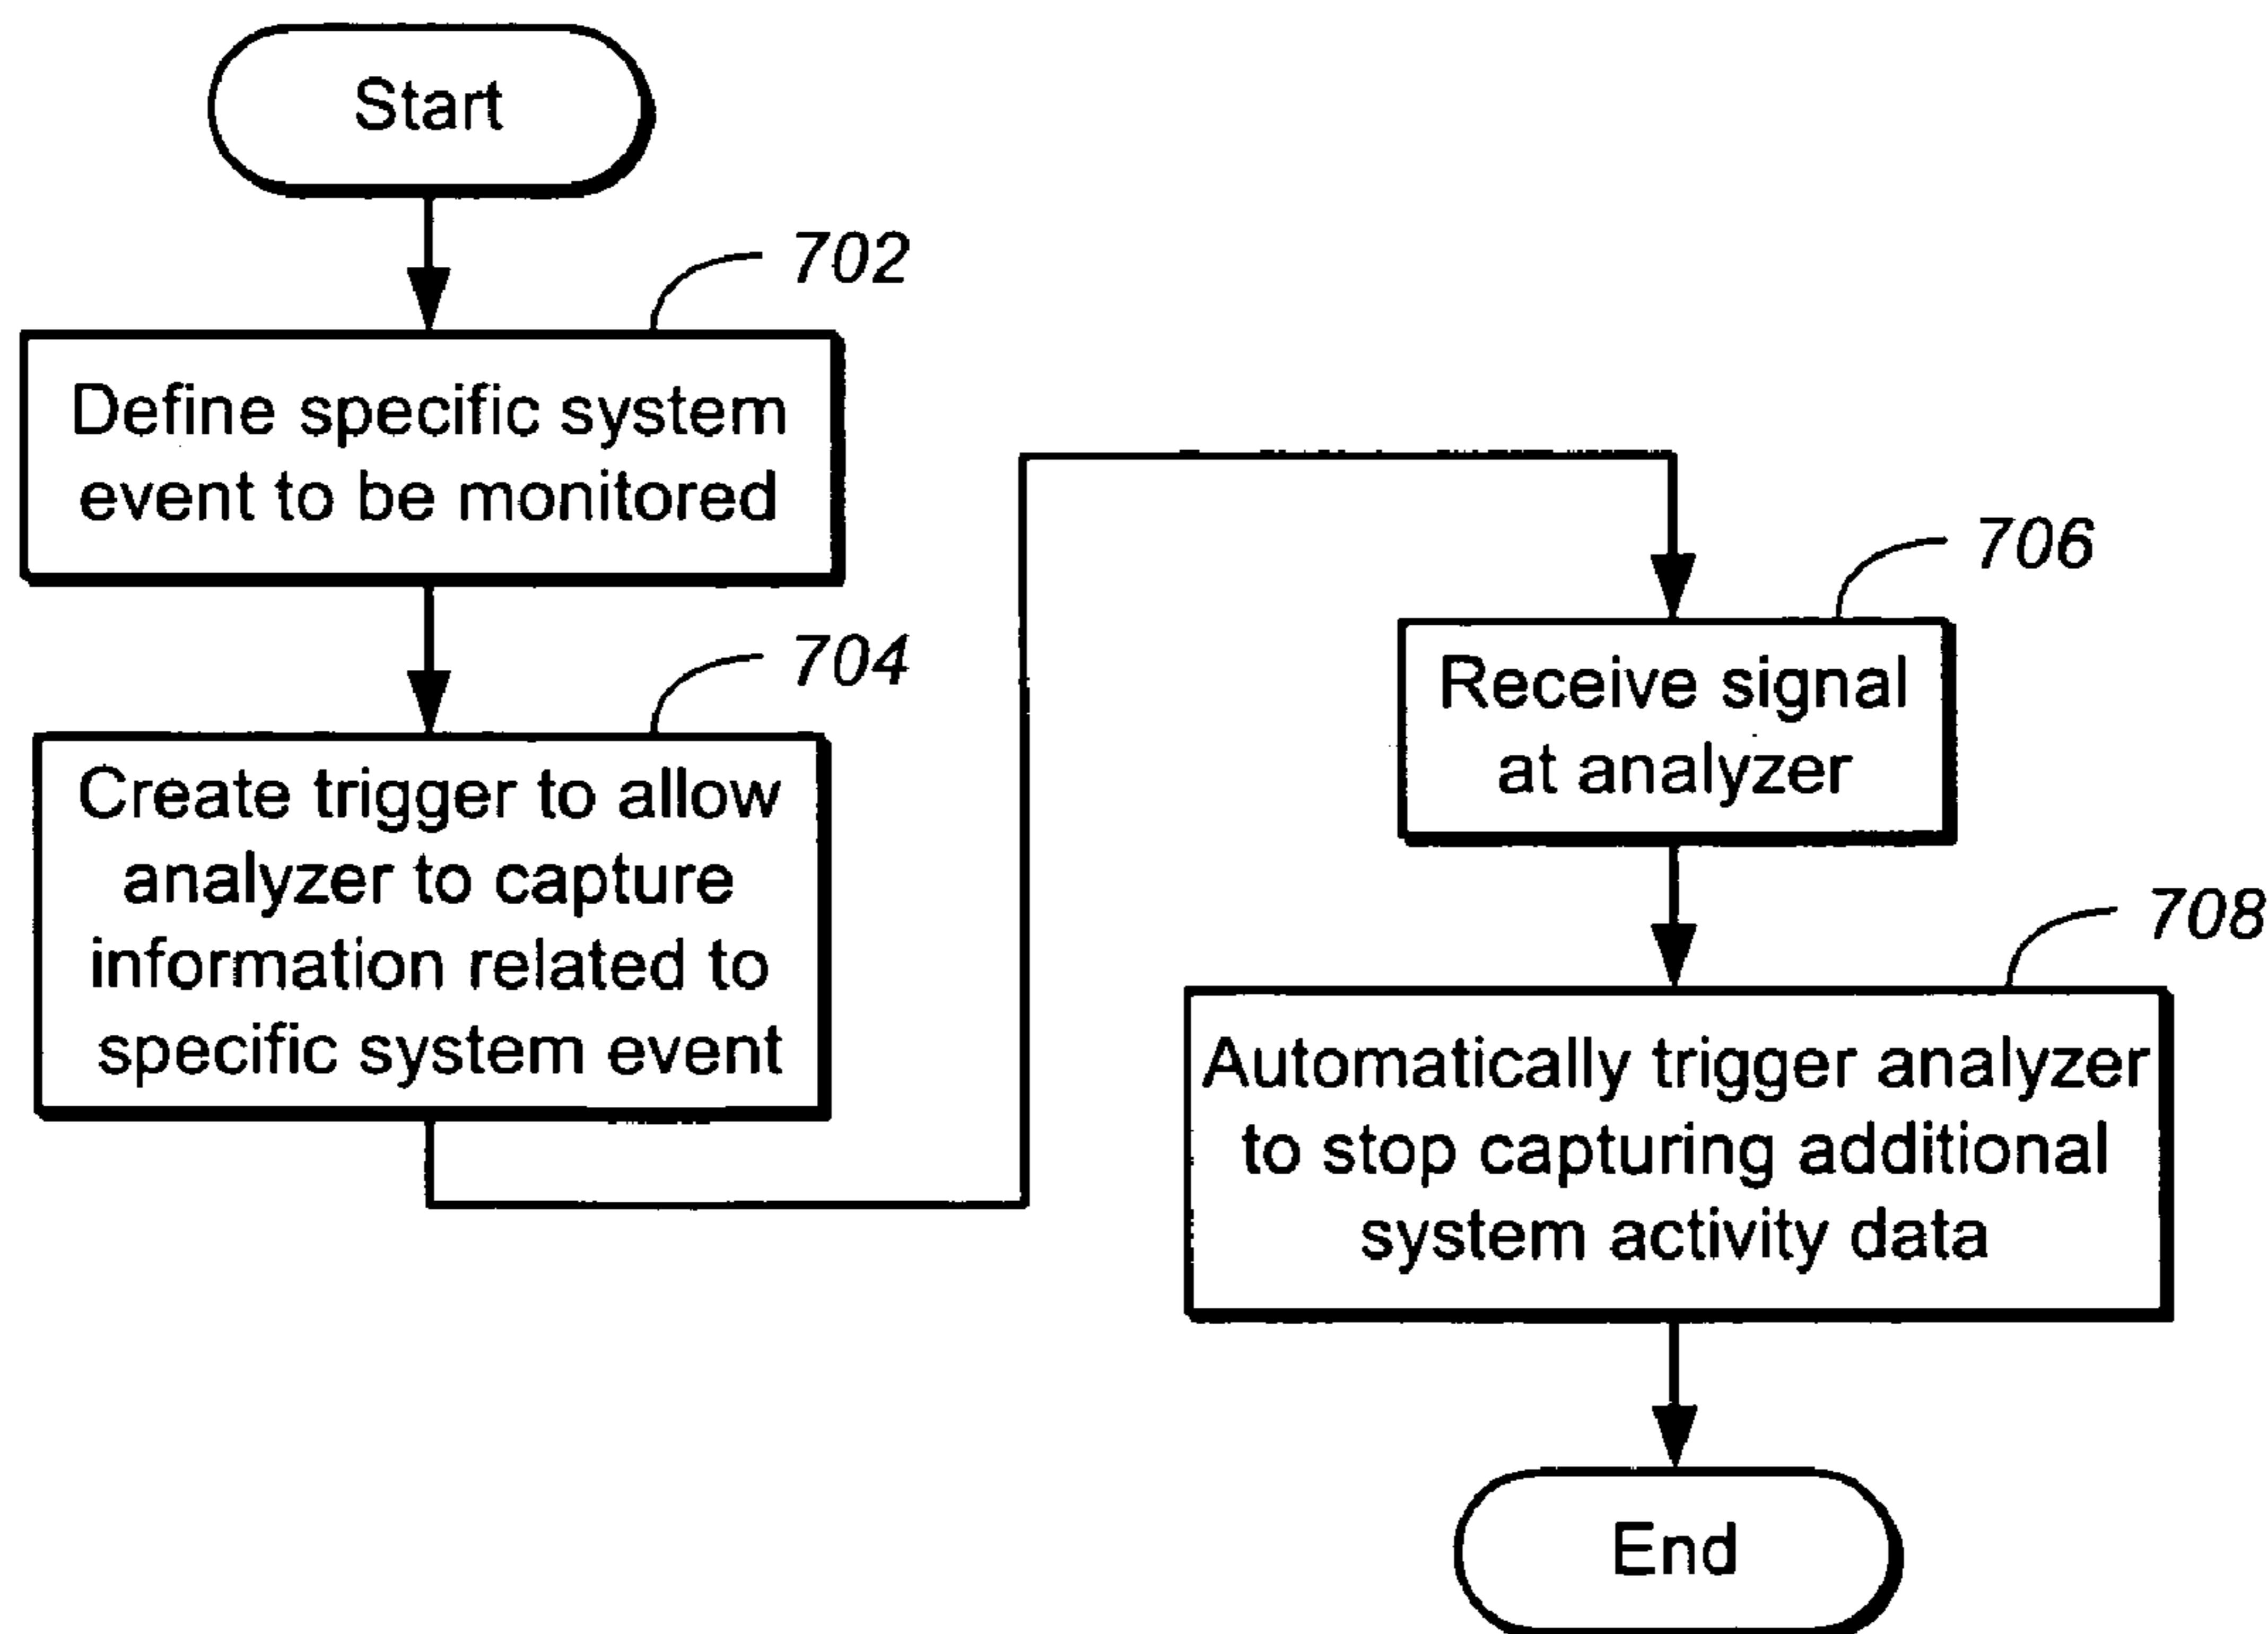 Start
702
Define specific system
event to be monitored
704
Create trigger to allow
analyzer to capture
information related to
specific system event
706
Receive signal
at analyzer
708
Automatically trigger analyzer
to stop capturing additional
system activity data
End